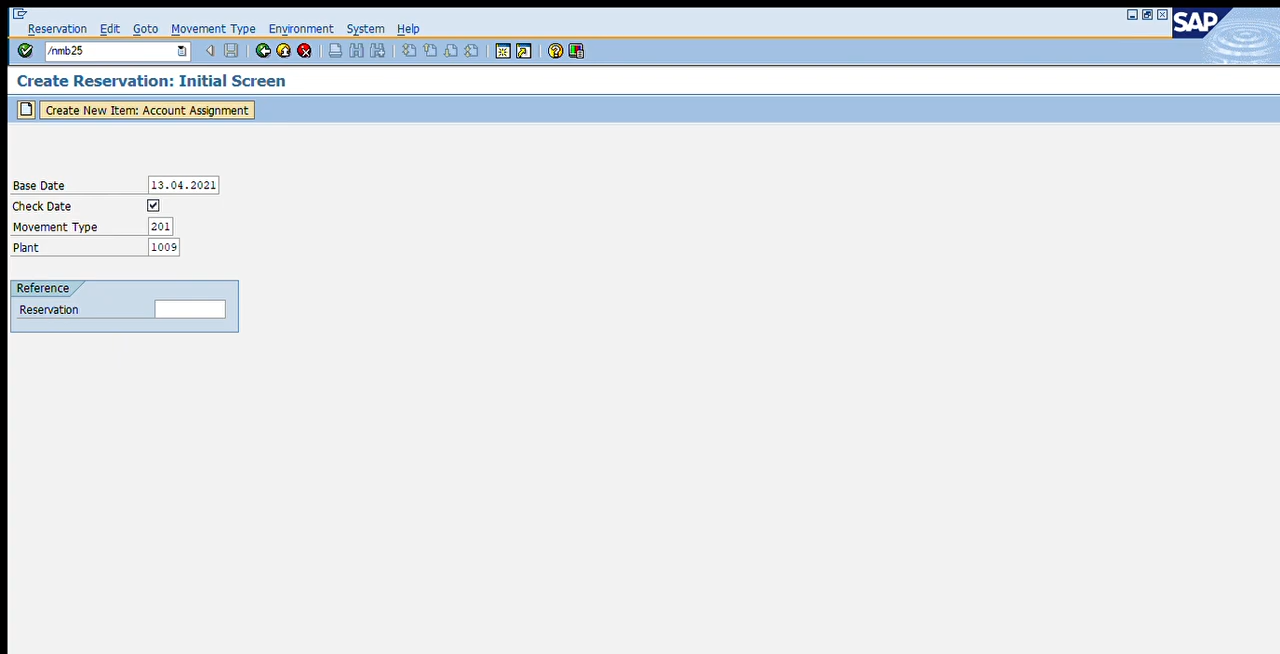 Reservation Edit Goto Movement Type Environment System Help
SAP
/nmb25
Create Reservation: Initial Screen
Create New Item: Account Assignment
Base Date 13.04.2021
Check Date
Movement Type 201
Plant 1009
Reference
Reservation